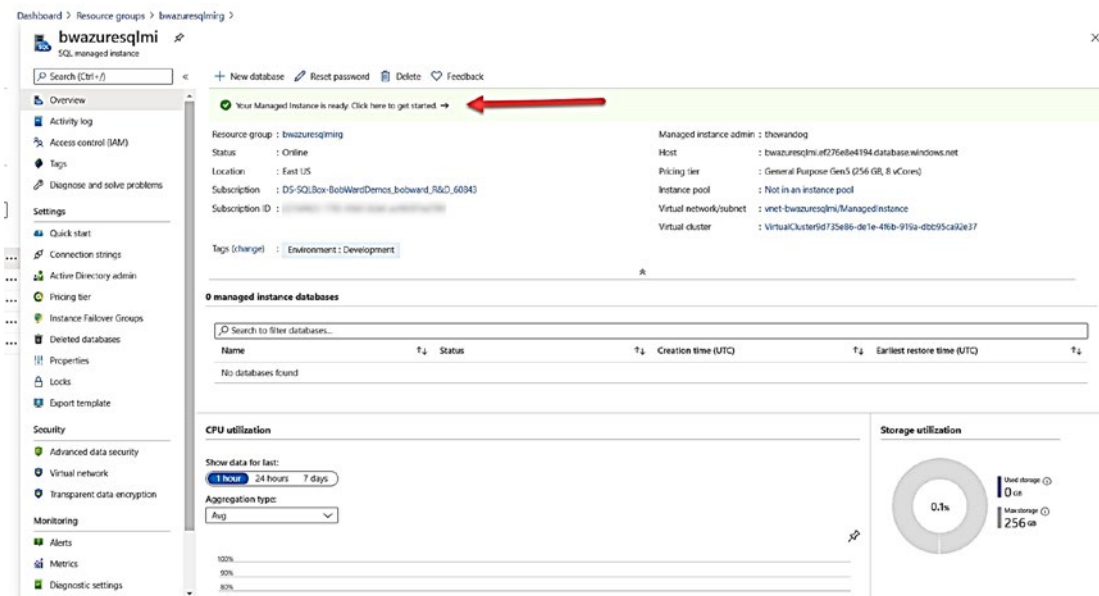 Dashboard > Resource groups > bwazuresqlmirg >
bwazuresqlmi
SQL managed instance
Search (Ctrl+/)
«
New database Reset password Delete Feedback
Overview
Activity log
Access control (IAM)
Tags
Diagnose and solve problems
Settings
Quick start
Connection strings
Active Directory admin
Pricing tier
Instance Failover Groups
Deleted databases
Properties
Locks
Export template
Security
Advanced data security
Virtual network
Transparent data encryption
Monitoring
Alerts
Metrics
Diagnostic settings
Your Managed Instance is ready. Click here to get started. →
Resource group : bwazuresqlmirg
Status : Online
Location : East US
Subscription : DS-SQLBox-BobWardDemos_bobward_R&D_60843
Subscription ID :
Tags (change) : Environment : Development
Managed instance admin : thewandog
Host : bwazuresqlmi.ef276e8e4194.database.windows.net
Pricing tier : General Purpose Gen5 (256 GB, 8 vCores)
Instance pool : Not in an instance pool
Virtual network/subnet : vnet-bwazuresqlmi/ManagedInstance
Virtual cluster : VirtualCluster9d735e86-de1e-4f6b-919a-dbb95ca92e37
0 managed instance databases
Search to filter databases...
Name ↑↓ Status ↑↓ Creation time (UTC) ↑↓ Earliest restore time (UTC) ↑↓
No databases found
CPU utilization
Show data for last:
1 hour 24 hours 7 days
Aggregation type:
Avg
100%
90%
80%
Storage utilization
0.1%
Used storage
0 GB
Max storage
256 GB